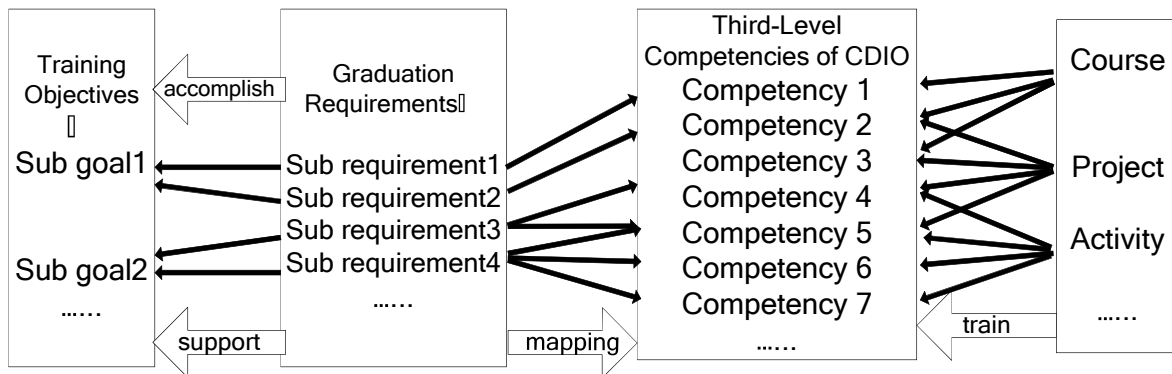 Training
Objectives
▯
Sub goal1
Sub goal2
...…
accomplish
support
Graduation
Requirements▯
Sub requirement1
Sub requirement2
Sub requirement3
Sub requirement4
...…
mapping
Third-Level
Competencies of CDIO
Competency 1
Competency 2
Competency 3
Competency 4
Competency 5
Competency 6
Competency 7
...…
train
Course
Project
Activity
...…